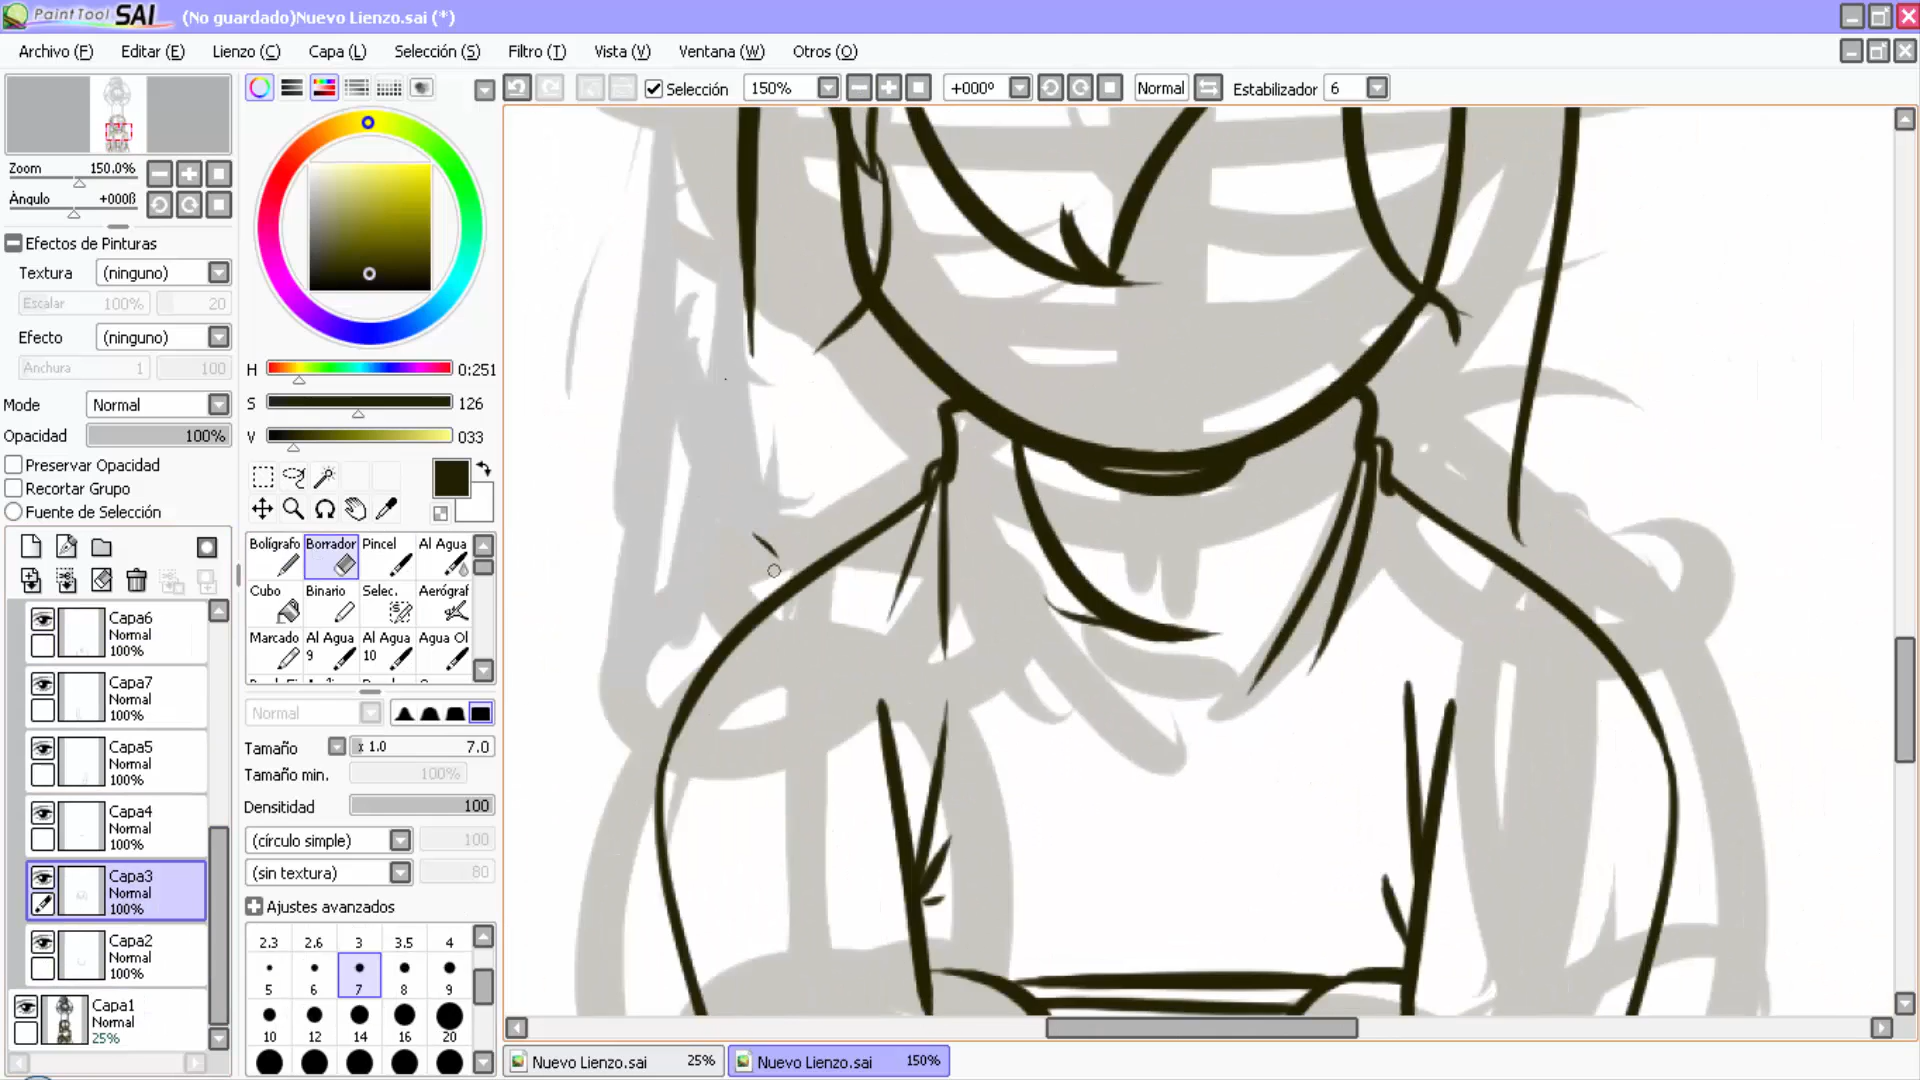 PaintTool SAI (No guardado)Nuevo Lienzo.sai (*)
Archivo (F) Editar (E) Lienzo (C) Capa (L) Selección (S) Filtro (T) Vista (V) Ventana (W) Otros (O)
Selección 150% +000º Normal Estabilizador 6
Zoom 150.0%
Àngulo +000ß
Efectos de Pinturas
Textura (ninguno)
Escalar 100% 20
Efecto (ninguno)
Anchura 1 100
Mode Normal
Opacidad 100%
Preservar Opacidad
Recortar Grupo
Fuente de Selección
Capa6
Normal
100%
Capa7
Normal
100%
Capa5
Normal
100%
Capa4
Normal
100%
Capa3
Normal
100%
Capa2
Normal
100%
Capa1
Normal
25%
H 0:251
S 126
V 033
Bolígrafo Borrador Pincel Al Agua
Cubo Binario Selec. Aerógraf
Marcado Al Agua Al Agua Agua Ol
9 10
Normal
Tamaño x 1.0 7.0
Tamaño min. 100%
Densitidad 100
(círculo simple) 100
(sin textura) 80
Ajustes avanzados
2.3 2.6 3 3.5 4
5 6 7 8 9
10 12 14 16 20
Nuevo Lienzo.sai 25% Nuevo Lienzo.sai 150%